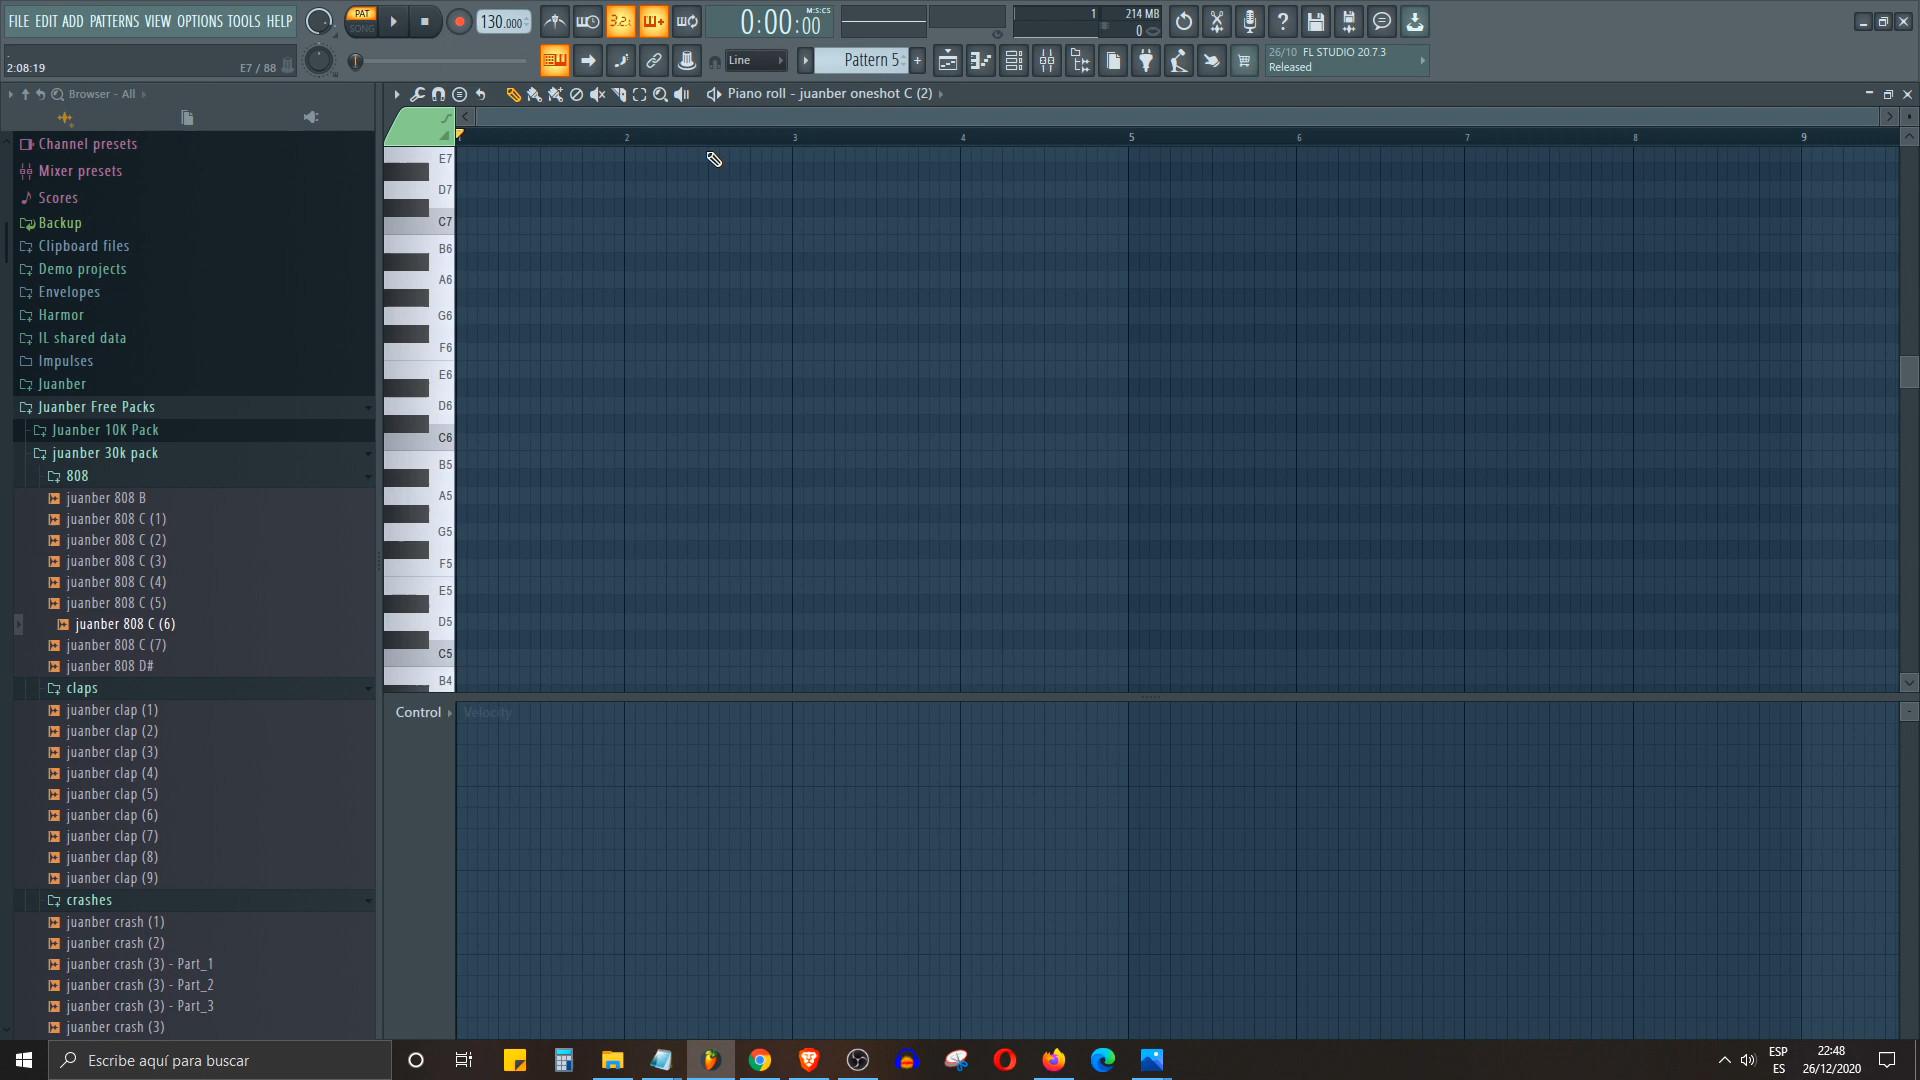 FILE EDIT ADD PATTERNS VIEW OPTIONS TOOLS HELP
PAT
SONG
130.000
3.2.
0:00:00
M:S:CS
1
214 MB
0
2:08:19
E7 / 88
Line
Pattern 5
+
26/10 FL STUDIO 20.7.3
Released
Browser - All
Piano roll - juanber oneshot C (2)
Channel presets
Mixer presets
Scores
Backup
Clipboard files
Demo projects
Envelopes
Harmor
IL shared data
Impulses
Juanber
Juanber Free Packs
Juanber 10K Pack
juanber 30k pack
808
juanber 808 B
juanber 808 C (1)
juanber 808 C (2)
juanber 808 C (3)
juanber 808 C (4)
juanber 808 C (5)
juanber 808 C (6)
juanber 808 C (7)
juanber 808 D#
claps
juanber clap (1)
juanber clap (2)
juanber clap (3)
juanber clap (4)
juanber clap (5)
juanber clap (6)
juanber clap (7)
juanber clap (8)
juanber clap (9)
crashes
juanber crash (1)
juanber crash (2)
juanber crash (3) - Part_1
juanber crash (3) - Part_2
juanber crash (3) - Part_3
juanber crash (3)
2 3 4 5 6 7 8 9
E7
D7
C7
B6
A6
G6
F6
E6
D6
C6
B5
A5
G5
F5
E5
D5
C5
B4
Control
Velocity
Escribe aquí para buscar
ESP
ES
22:48
26/12/2020